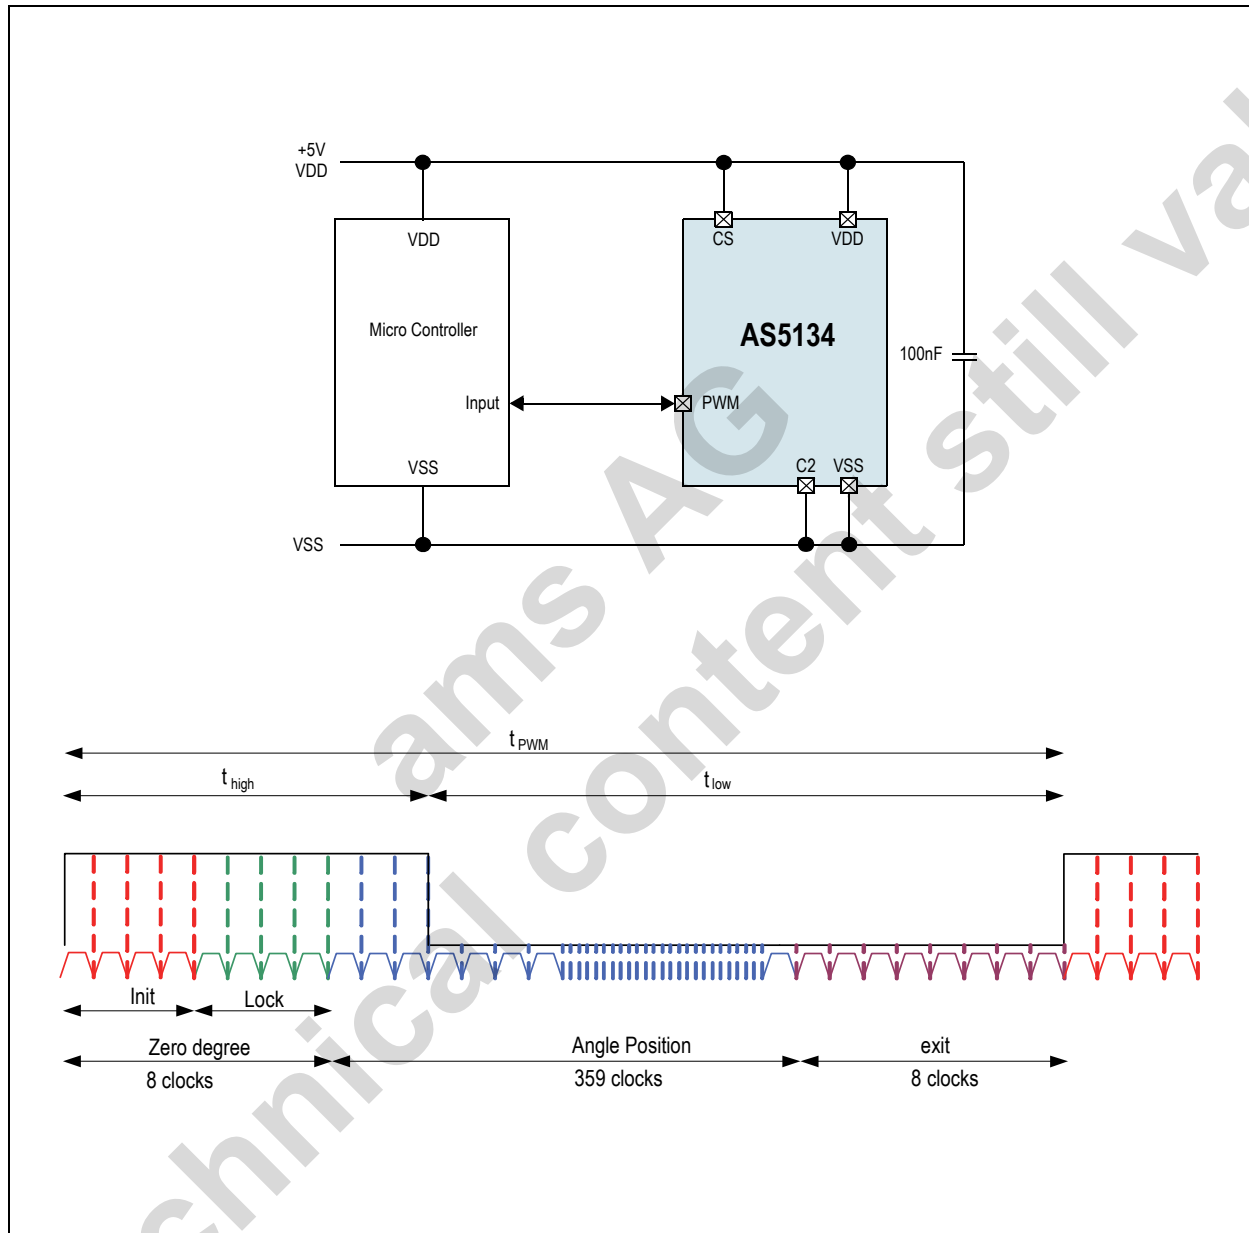 +5V
VDD
VDD
CS
VDD
Micro Controller
AS5134
100nF
Input
PWM
VSS
C2
VSS
VSS
ams AG
chnical content still val
t PWM
t high
t low
Init
Lock
Zero degree
Angle Position
exit
8 clocks
359 clocks
8 clocks